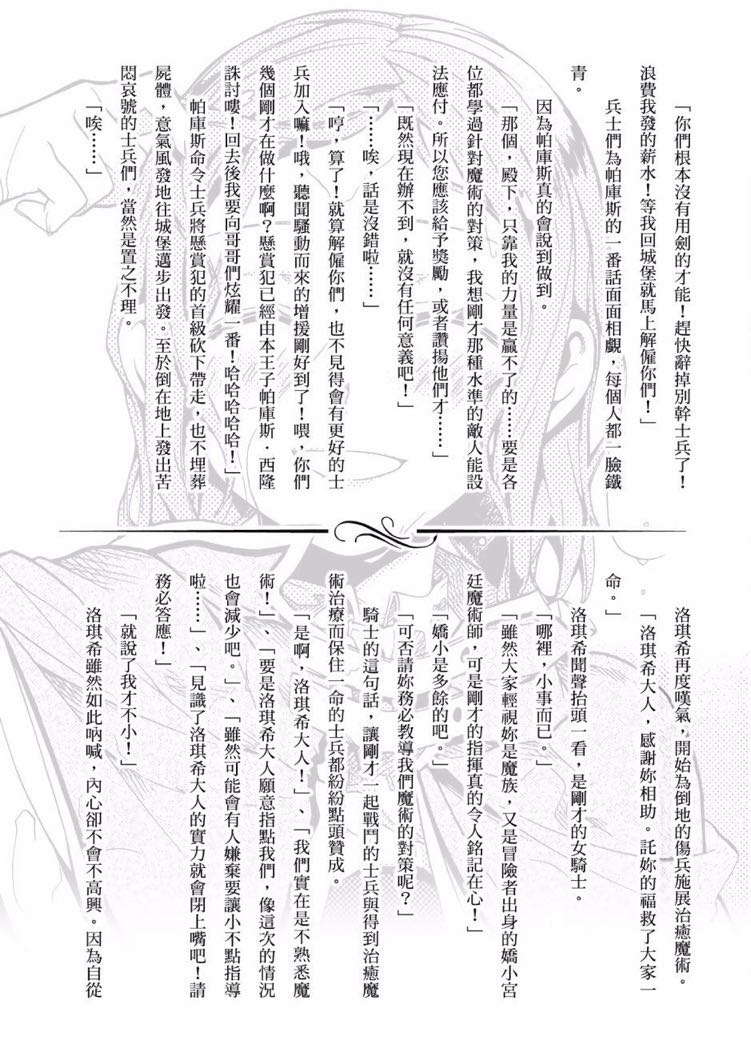 「你們根本沒有用劍的才能！趕快辭掉別幹士兵了！
浪費我發的薪水！等我回城堡就馬上解僱你們！」
兵士們為帕庫斯的一番話面面相覷，每個人都一臉鐵
青。
因為帕庫斯真的會說到做到。
「那個，殿下，只靠我的力量是贏不了的……要是各
位都學過針對魔術的對策，我想剛才那種水準的敵人能設
法應付。所以您應該給予獎勵，或者讚揚他們才……」
「既然現在辦不到，就沒有任何意義吧！」
「……唉，話是沒錯啦……」
「哼，算了！就算解僱你們，也不見得會有更好的士
兵加入嘛！哦，聽聞騷動而來的增援剛好到了！喂，你們
幾個剛才在做什麼啊？懸賞犯已經由本王子帕庫斯．西隆
誅討嘍！回去後我要向哥哥們炫耀一番！哈哈哈哈哈！」
帕庫斯命令士兵將懸賞犯的首級砍下帶走，也不埋葬
屍體，意氣風發地往城堡邁步出發。至於倒在地上發出苦
悶哀號的士兵們，當然是置之不理。
「唉……」
洛琪希再度嘆氣，開始為倒地的傷兵施展治癒魔術。
「洛琪希大人，感謝妳相助。託妳的福救了大家一
命。」
洛琪希聞聲抬頭一看，是剛才的女騎士。
「哪裡，小事而已。」
「雖然大家輕視妳是魔族，又是冒險者出身的嬌小宮
廷魔術師，可是剛才的指揮真的令人銘記在心！」
「嬌小是多餘的吧。」
「可否請妳務必教導我們魔術的對策呢？」
騎士的這句話，讓剛才一起戰鬥的士兵與得到治癒魔
術治療而保住一命的士兵都紛紛點頭贊成。
「是啊，洛琪希大人！」、「我們實在是不熟悉魔
術！」、「要是洛琪希大人願意指點我們，像這次的情況
也會減少吧。」、「雖然可能會有人嫌棄要讓小不點指導
啦……」、「見識了洛琪希大人的實力就會閉上嘴吧！請
務必答應！」
「就說了我才不小！」
洛琪希雖然如此吶喊，內心卻不會不高興。因為自從